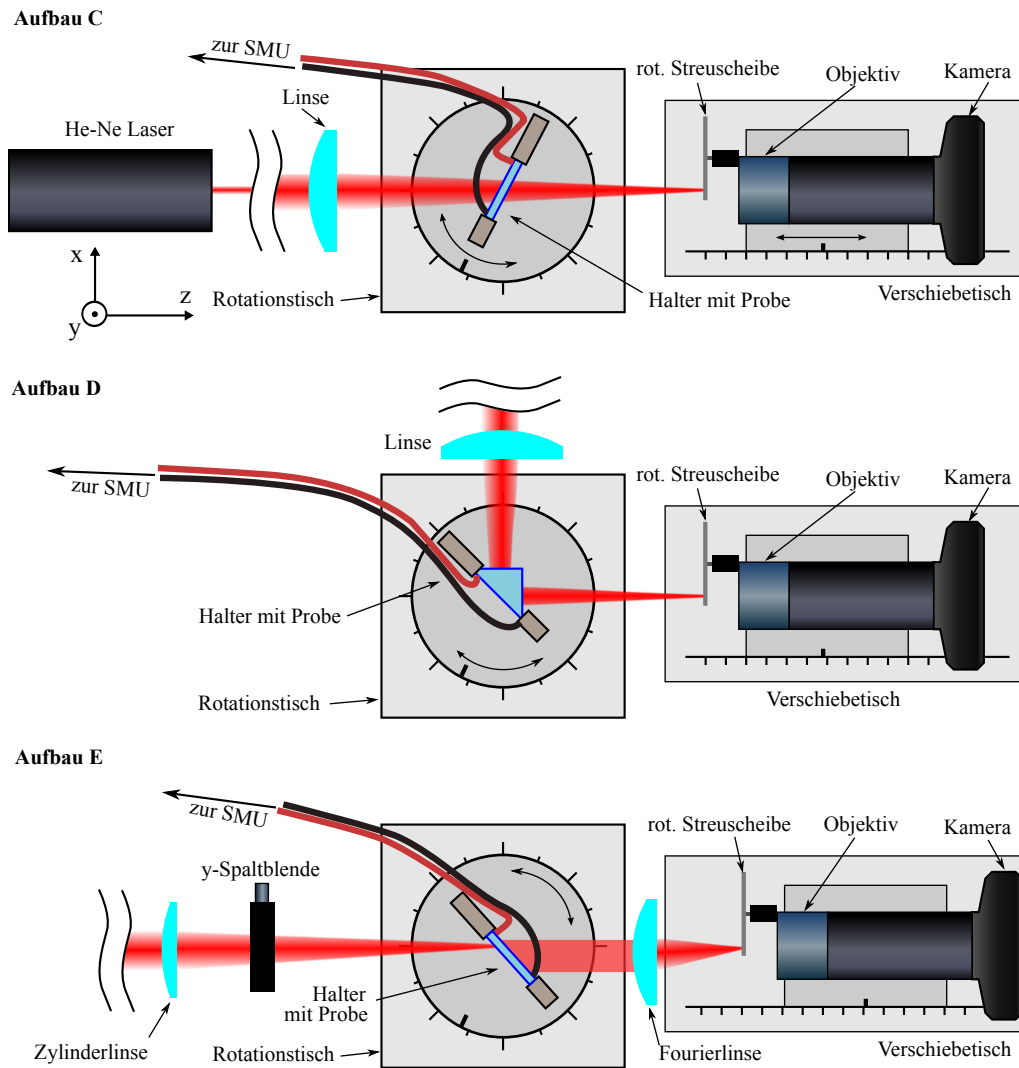 Aufbau C
zur SMU
rot. Streuscheibe
Objektiv
Kamera
Linse
He-Ne Laser
x
z
y
Rotationstisch
Halter mit Probe
Verschiebetisch
Aufbau D
Linse
zur SMU
rot. Streuscheibe
Objektiv
Kamera
Halter mit Probe
Rotationstisch
Verschiebetisch
Aufbau E
zur SMU
rot. Streuscheibe
Objektiv
Kamera
y-Spaltblende
Halter
mit Probe
Zylinderlinse
Rotationstisch
Fourierlinse
Verschiebetisch